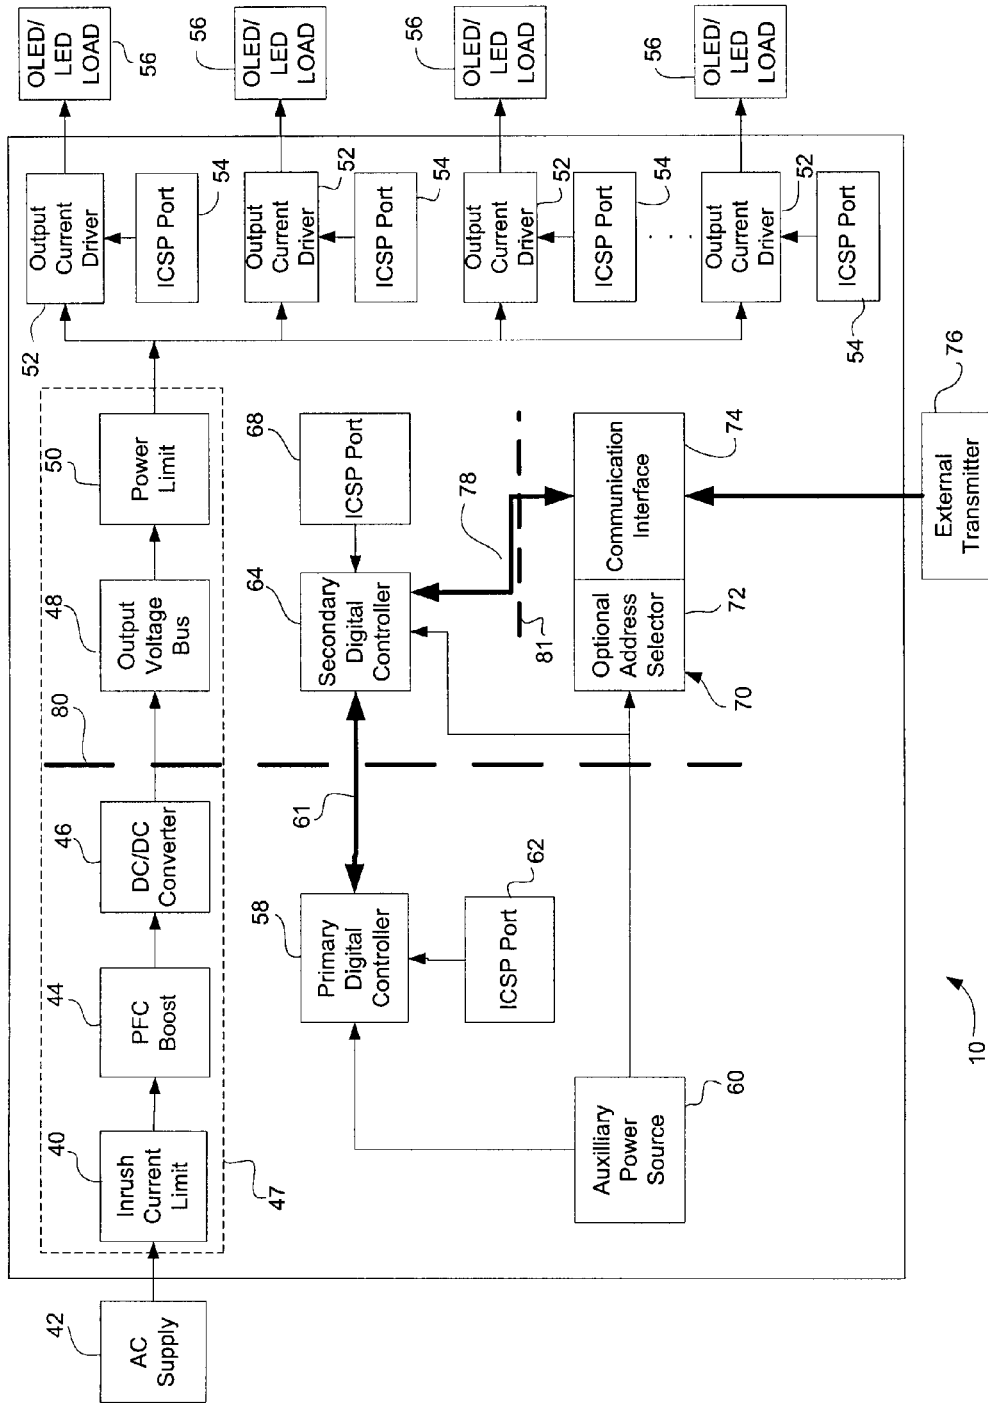 42
AC
Supply
40
Inrush
Current
Limit
44
PFC
Boost
46
DC/DC
Converter
47
80
48
Output
Voltage
Bus
50
Power
Limit
52
Output
Current
Driver
ICSP Port
54
OLED/
LED
LOAD
56
Output
Current
Driver
52
ICSP Port
54
OLED/
LED
LOAD
56
Output
Current
Driver
52
ICSP Port
54
OLED/
LED
LOAD
56
. . .
Output
Current
Driver
52
ICSP Port
54
OLED/
LED
LOAD
56
58
Primary
Digital
Controller
62
ICSP Port
61
64
Secondary
Digital
Controller
68
ICSP Port
78
81
Auxilliary
Power
Source
60
Optional
Address
Selector
72
70
Communication
Interface
74
External
Transmitter
76
10